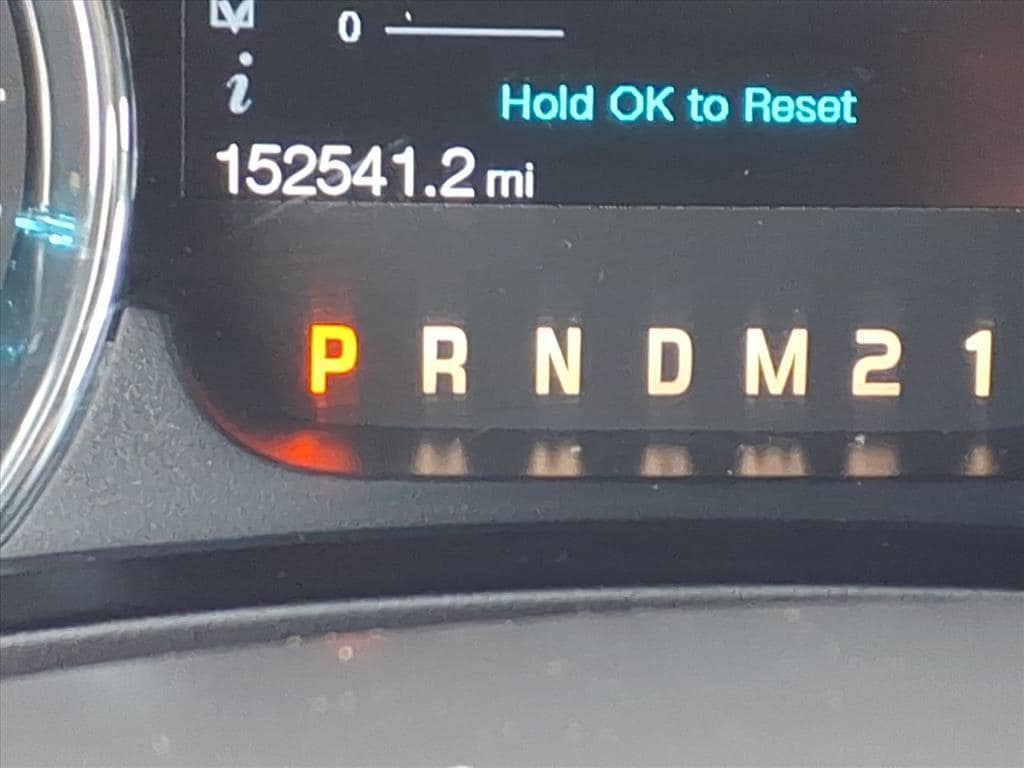 0
i
Hold OK to Reset
152541.2 mi
P R N D M 2 1